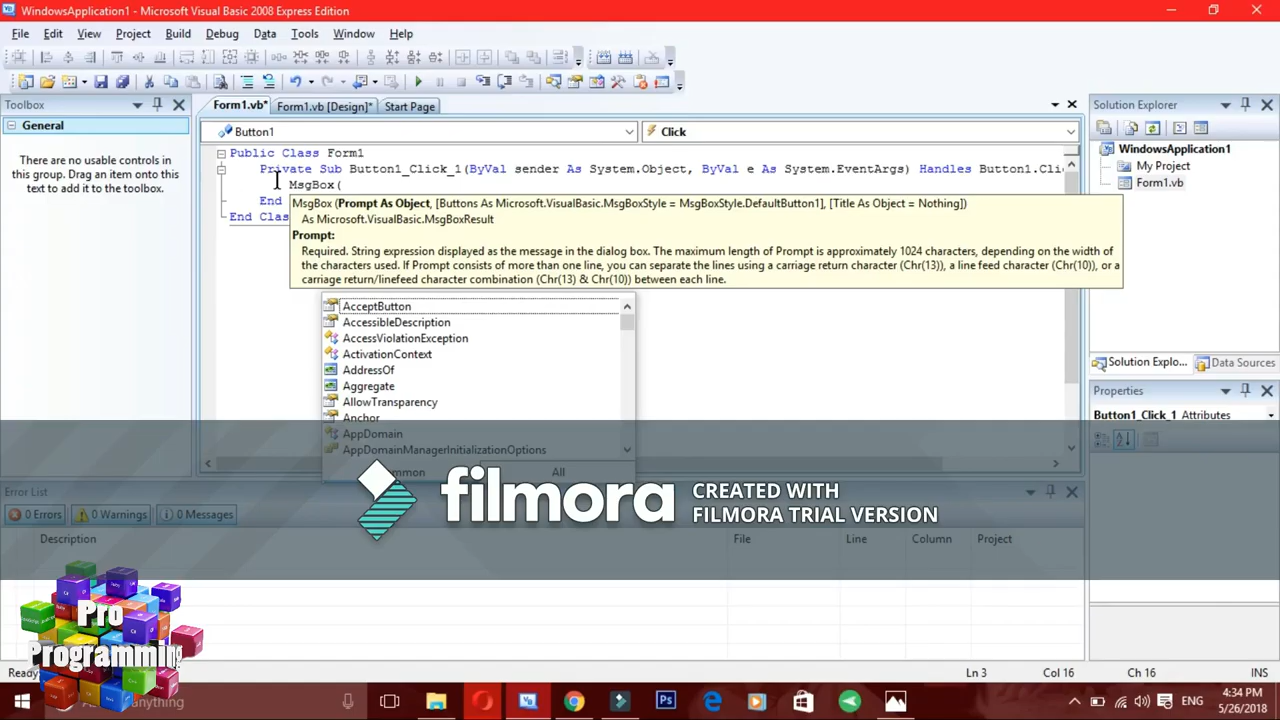 WindowsApplication1 - Microsoft Visual Basic 2008 Express Edition
File Edit View Project Build Debug Data Tools Window Help
Toolbox
General
There are no usable controls in
this group. Drag an item onto this
text to add it to the toolbox.
Form1.vb* Form1.vb [Design]* Start Page
Button1 Click
Public Class Form1
Private Sub Button1_Click_1(ByVal sender As System.Object, ByVal e As System.EventArgs) Handles Button1.Clic
MsgBox(
End
End Clas
MsgBox (Prompt As Object, [Buttons As Microsoft.VisualBasic.MsgBoxStyle = MsgBoxStyle.DefaultButton1], [Title As Object = Nothing])
As Microsoft.VisualBasic.MsgBoxResult
Prompt:
Required. String expression displayed as the message in the dialog box. The maximum length of Prompt is approximately 1024 characters, depending on the width of
the characters used. If Prompt consists of more than one line, you can separate the lines using a carriage return character (Chr(13)), a line feed character (Chr(10)), or a
carriage return/linefeed character combination (Chr(13) & Chr(10)) between each line.
AcceptButton
AccessibleDescription
AccessViolationException
ActivationContext
AddressOf
Aggregate
AllowTransparency
Anchor
AppDomain
AppDomainManagerInitializationOptions
ommon All
Solution Explorer
WindowsApplication1
My Project
Form1.vb
Solution Explo... Data Sources
Properties
Button1_Click_1 Attributes
filmora CREATED WITH
FILMORA TRIAL VERSION
Error List
0 Errors 0 Warnings 0 Messages
Description File Line Column Project
Pro
Programming
Ready Ln 3 Col 16 Ch 16 INS
anything
ENG
4:34 PM
5/26/2018